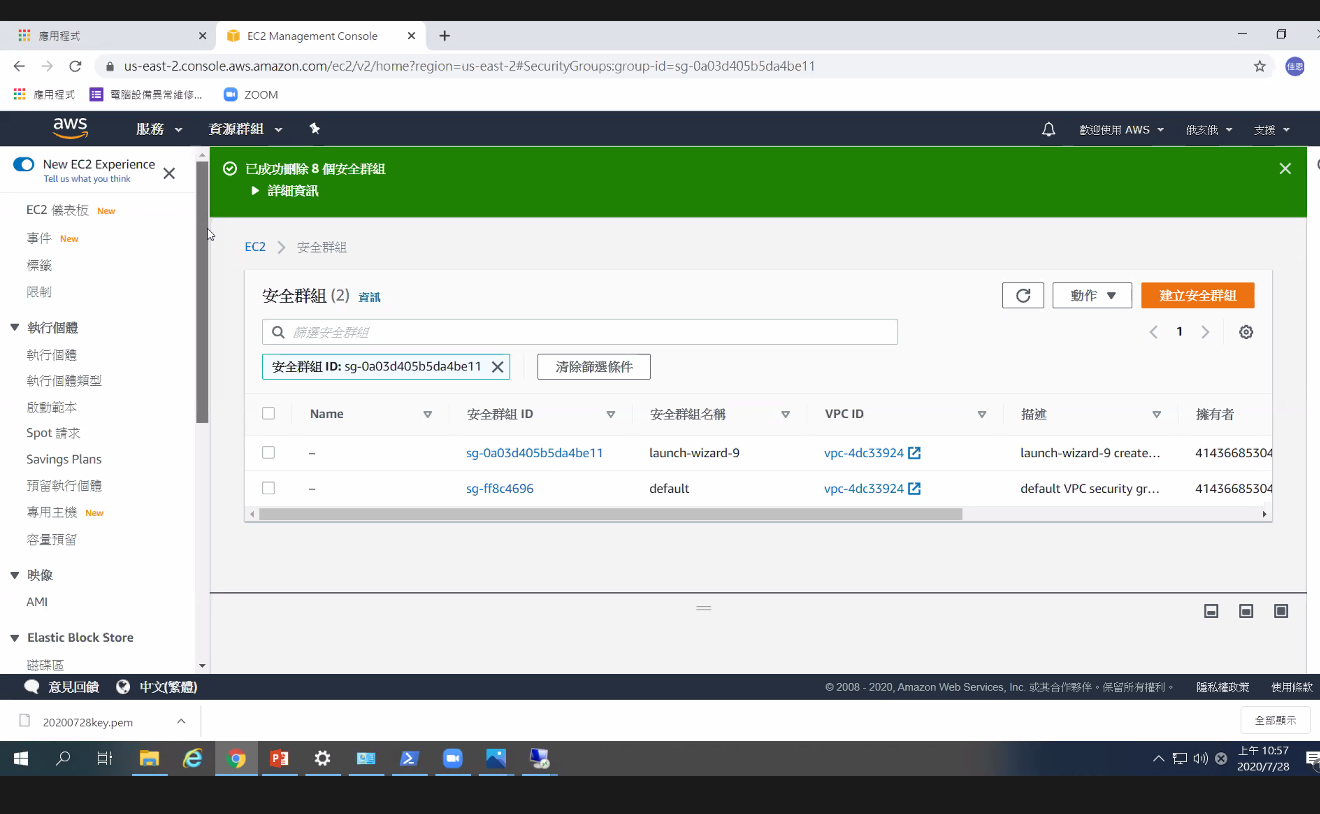 應用程式
EC2 Management Console
us-east-2.console.aws.amazon.com/ec2/v2/home?region=us-east-2#SecurityGroups:group-id=sg-0a03d405b5da4be11
佳恩
應用程式
電腦設備異常維修...
ZOOM
aws
服務
資源群組
歡迎使用 AWS
俄亥俄
支援
New EC2 Experience
Tell us what you think
已成功刪除 8 個安全群組
詳細資訊
EC2 儀表板 New
事件 New
標籤
限制
執行個體
執行個體
執行個體類型
啟動範本
Spot 請求
Savings Plans
預留執行個體
專用主機 New
容量預留
映像
AMI
Elastic Block Store
磁碟區
EC2 > 安全群組
安全群組 (2) 資訊
動作
建立安全群組
篩選安全群組
1
安全群組 ID: sg-0a03d405b5da4be11
清除篩選條件
Name 安全群組 ID 安全群組名稱 VPC ID 描述 擁有者
– sg-0a03d405b5da4be11 launch-wizard-9 vpc-4dc33924 launch-wizard-9 create... 41436685304
– sg-ff8c4696 default vpc-4dc33924 default VPC security gr... 41436685304
意見回饋
中文(繁體)
© 2008 - 2020, Amazon Web Services, Inc. 或其合作夥伴。保留所有權利。
隱私權政策
使用條款
20200728key.pem
全部顯示
上午 10:57
2020/7/28